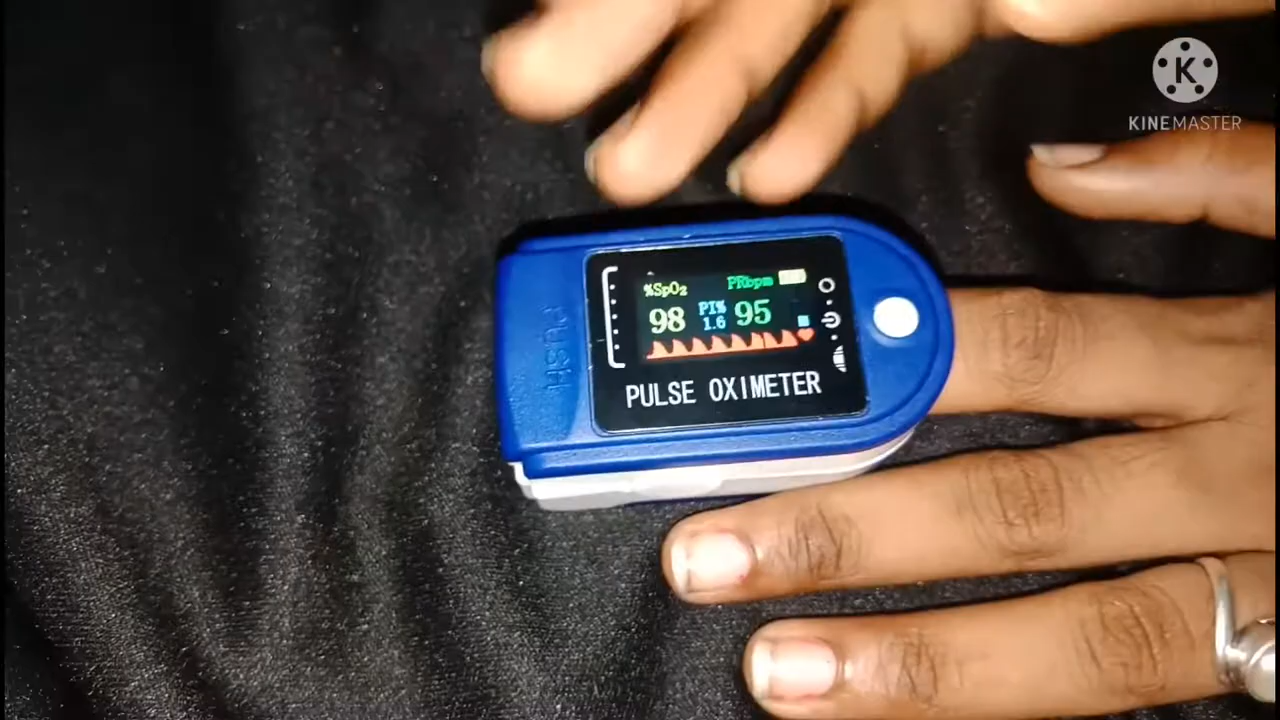 K
KINEMASTER
%SpO₂ PRbpm
98 PI% 95
1.6
PULSE OXIMETER
PUSH